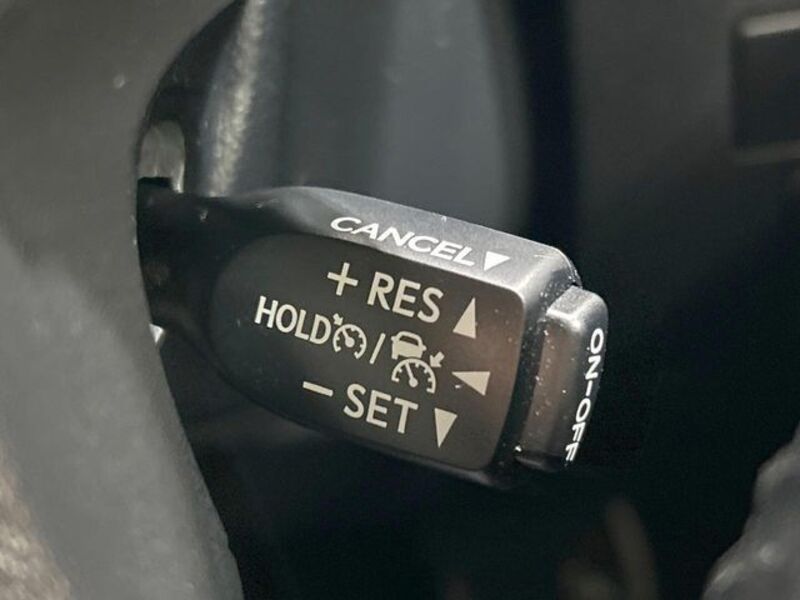 CANCEL▼
+ RES ▲
HOLD / ◀
- SET ▼
ON-OFF